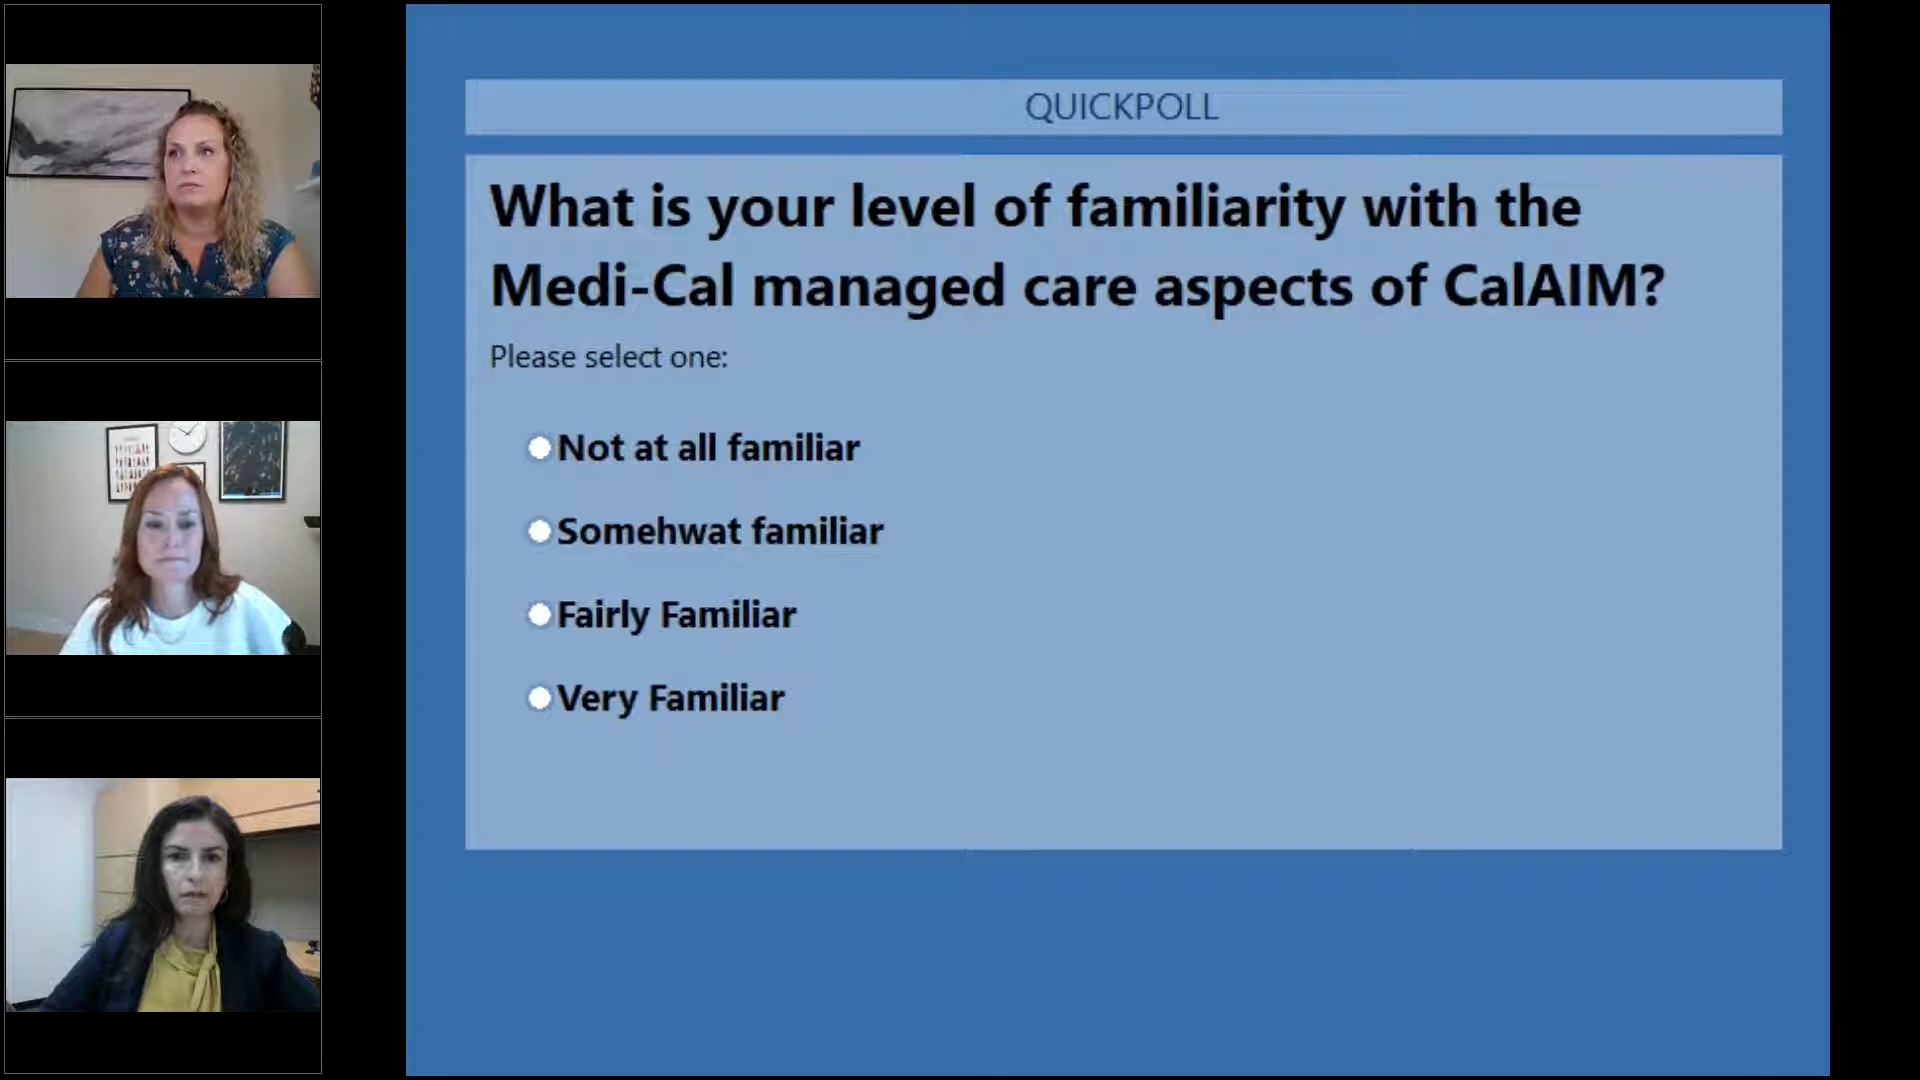 QUICKPOLL
What is your level of familiarity with the
Medi-Cal managed care aspects of CalAIM?
Please select one:
Not at all familiar
Somehwat familiar
Fairly Familiar
Very Familiar